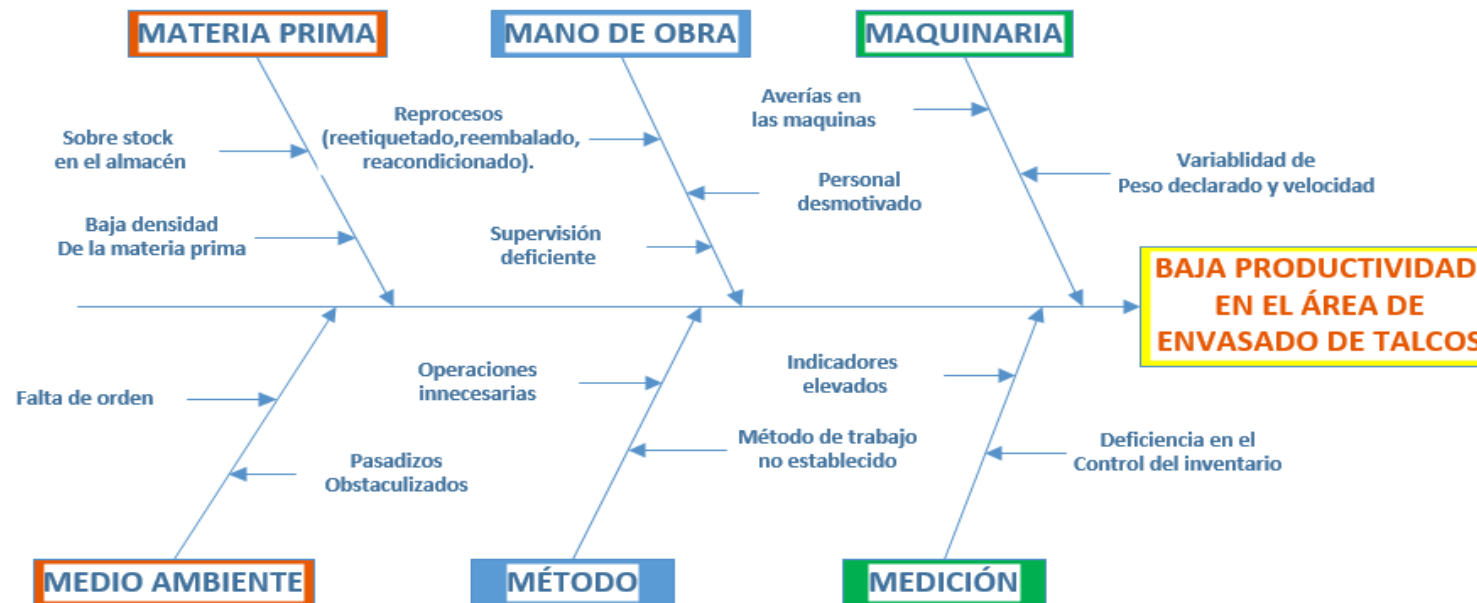 MATERIA PRIMA
MANO DE OBRA
MAQUINARIA
Sobre stock
en el almacén
Baja densidad
De la materia prima
Reprocesos
(reetiquetado,reembalado,
reacondicionado).
Personal
desmotivado
Supervisión
deficiente
Averías en
las maquinas
Variablidad de
Peso declarado y velocidad
BAJA PRODUCTIVIDAD
EN EL ÁREA DE
ENVASADO DE TALCOS
Falta de orden
Pasadizos
Obstaculizados
Operaciones
innecesarias
Método de trabajo
no establecido
Indicadores
elevados
Deficiencia en el
Control del inventario
MEDIO AMBIENTE
MÉTODO
MEDICIÓN